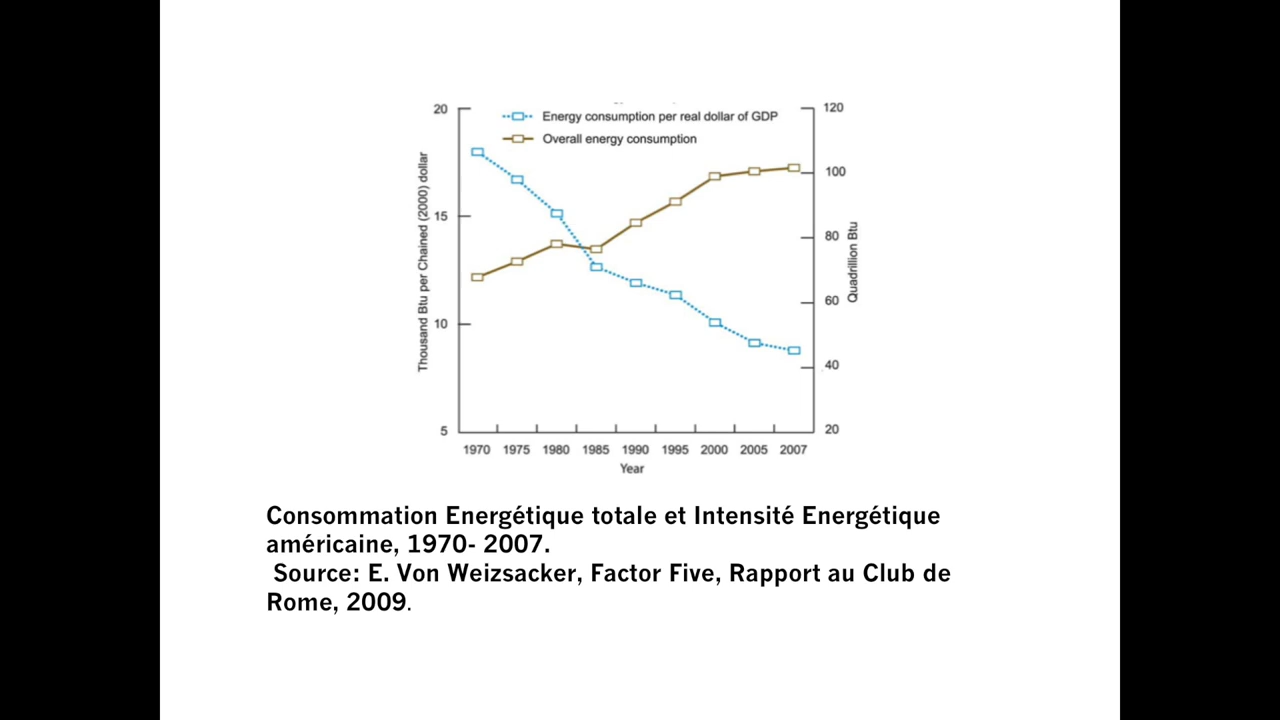 20
120
Energy consumption per real dollar of GDP
Overall energy consumption
Thousand Btu per Chained (2000) dollar
15
10
5
100
80
60
40
20
Quadrillion Btu
1970 1975 1980 1985 1990 1995 2000 2005 2007
Year
Consommation Energétique totale et Intensité Energétique
américaine, 1970- 2007.
Source: E. Von Weizsacker, Factor Five, Rapport au Club de
Rome, 2009.